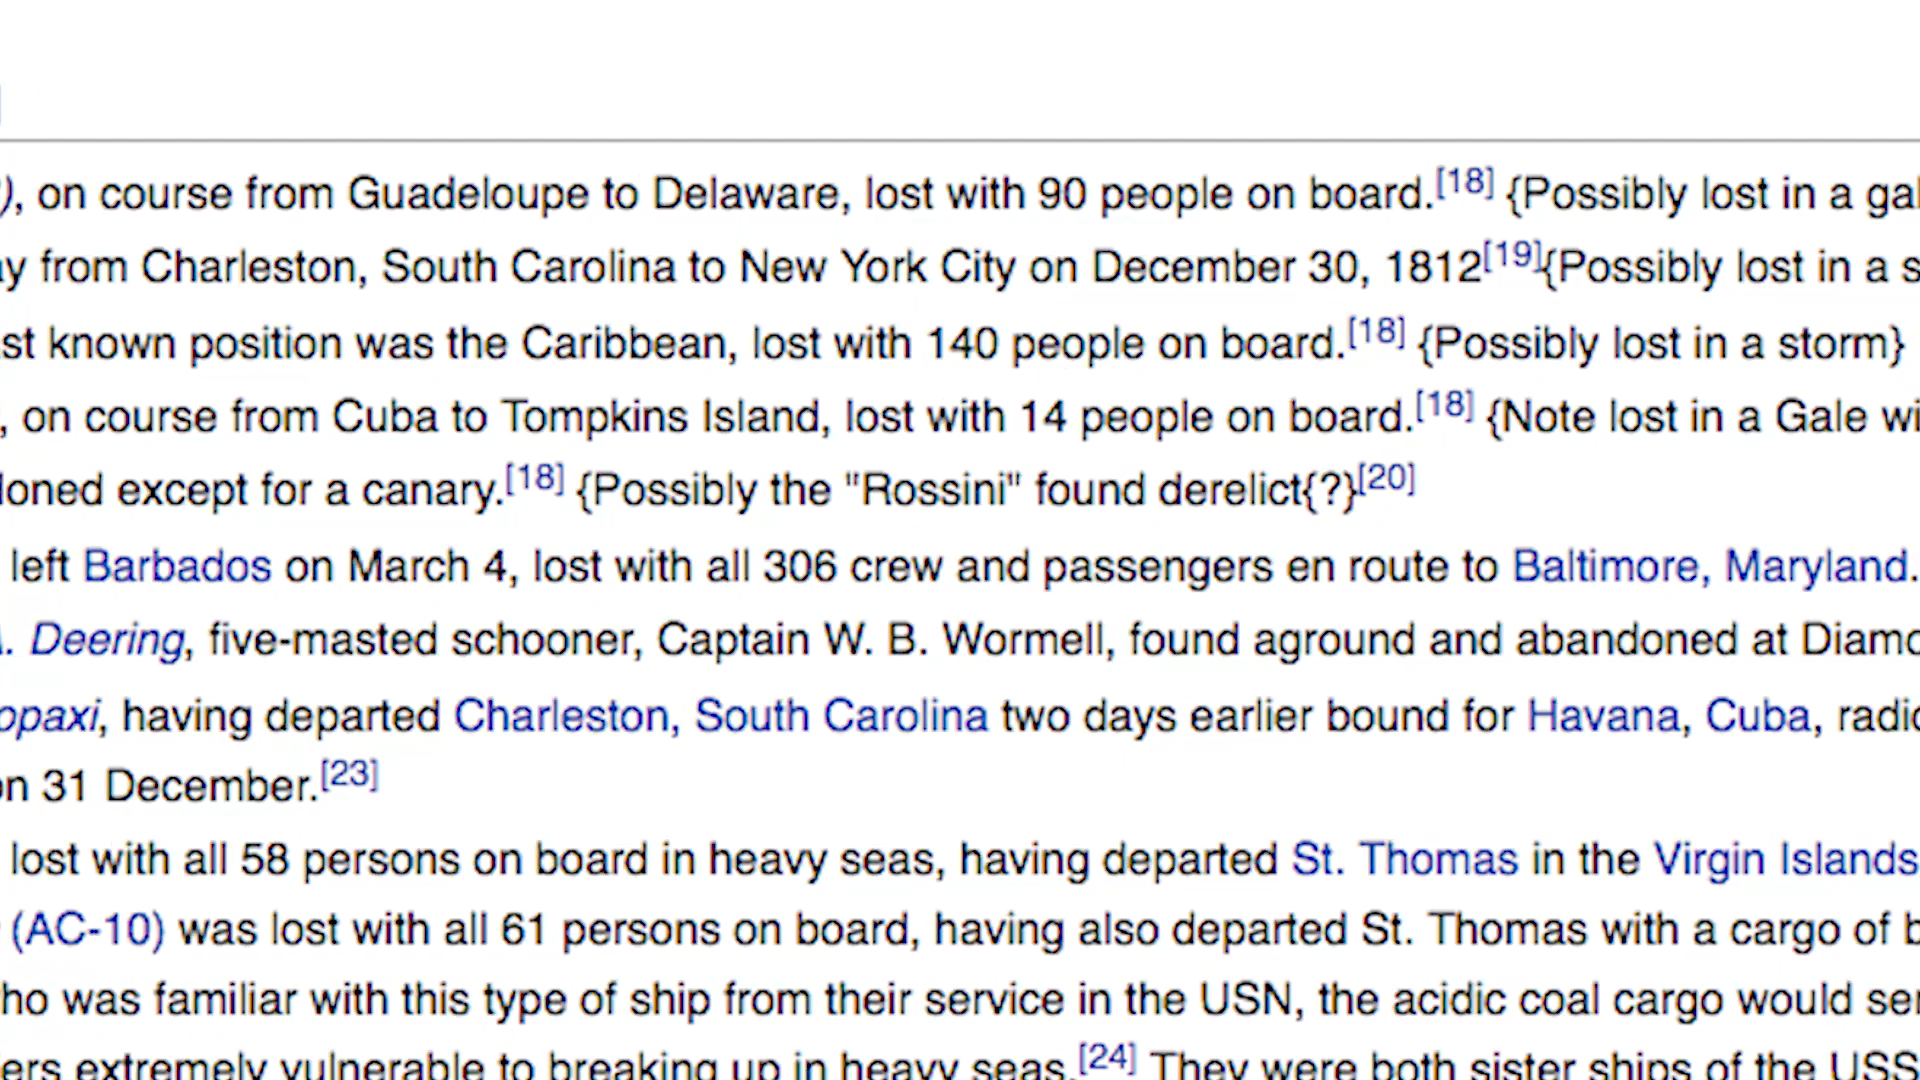 ), on course from Guadeloupe to Delaware, lost with 90 people on board.[18] {Possibly lost in a gal
y from Charleston, South Carolina to New York City on December 30, 1812[19]{Possibly lost in a s
st known position was the Caribbean, lost with 140 people on board.[18] {Possibly lost in a storm}
, on course from Cuba to Tompkins Island, lost with 14 people on board.[18] {Note lost in a Gale wi
oned except for a canary.[18] {Possibly the "Rossini" found derelict{?}[20]
left Barbados on March 4, lost with all 306 crew and passengers en route to Baltimore, Maryland.
. Deering, five-masted schooner, Captain W. B. Wormell, found aground and abandoned at Diamo
opaxi, having departed Charleston, South Carolina two days earlier bound for Havana, Cuba, radio
on 31 December.[23]
lost with all 58 persons on board in heavy seas, having departed St. Thomas in the Virgin Islands
(AC-10) was lost with all 61 persons on board, having also departed St. Thomas with a cargo of b
ho was familiar with this type of ship from their service in the USN, the acidic coal cargo would ser
ers extremely vulnerable to breaking up in heavy seas.[24] They were both sister ships of the USS